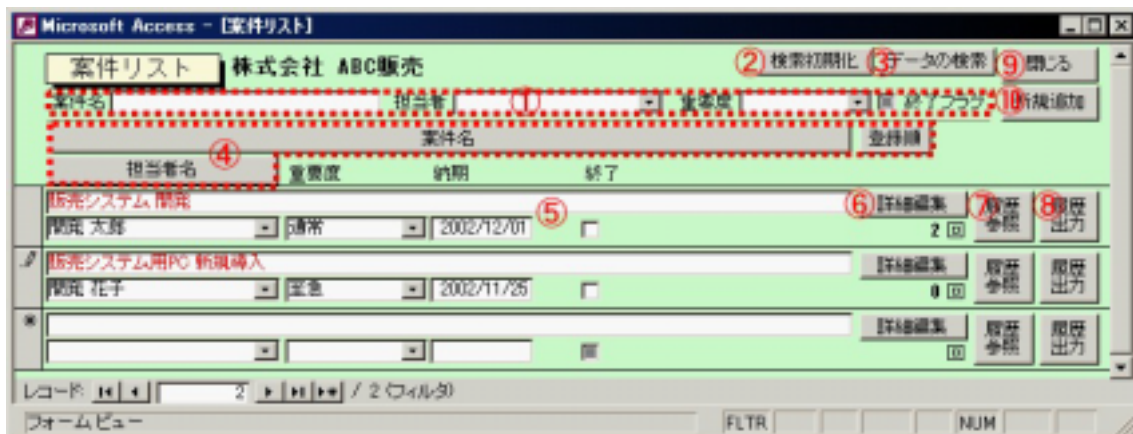 Microsoft Access - [案件リスト]
案件リスト 株式会社 ABC販売 ②検索初期化 ③データの検索 ⑨閉じる
案件名 担当者 ① 重要度 終了フラグ ⑩新規追加
案件名 登録順
担当者名 ④ 重要度 納期 終了
販売システム 開発 ⑥詳細編集 ⑦履歴参照 ⑧履歴出力
開発 太郎 通常 2002/12/01 ⑤ 2 回
販売システム用PC 新規導入 詳細編集 履歴参照 履歴出力
開発 花子 至急 2002/11/25 0 回
詳細編集 履歴参照 履歴出力
回
レコード: 2 / 2 (フィルタ)
フォーム ビュー FLTR NUM